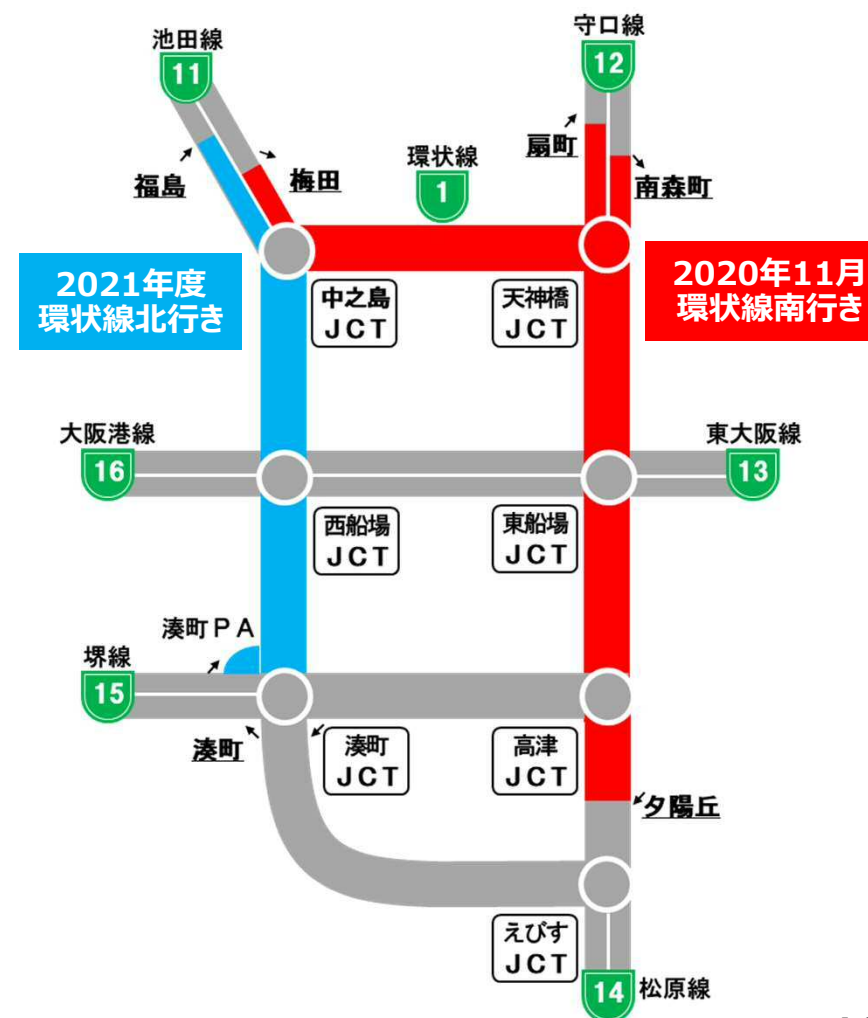 池田線
11
守口線
12
福島
梅田
環状線
1
扇町
南森町
2021年度
環状線北行き
中之島
JCT
天神橋
JCT
2020年11月
環状線南行き
大阪港線
16
東大阪線
13
西船場
JCT
東船場
JCT
湊町PA
堺線
15
湊町
湊町
JCT
高津
JCT
夕陽丘
えびす
JCT
14
松原線